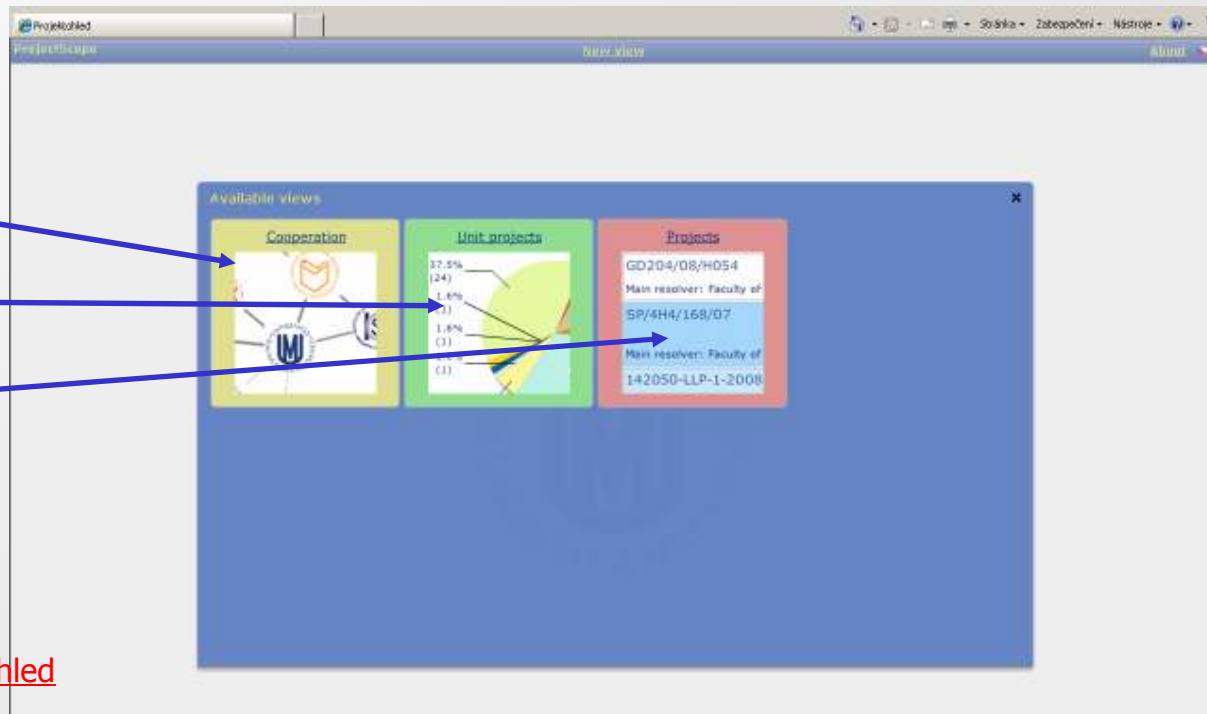 Projektohled
Stránka Zabezpečení Nástroje
ProjectScope New view About
Available views
Cooperation Unit projects Projects
37.5%
(24)
1.6%
(1)
1.6%
(1)
(1)
GD204/08/H054
Main resolver: Faculty of
SP/4H4/168/07
Main resolver: Faculty of
142050-LLP-1-2008
MU
hled